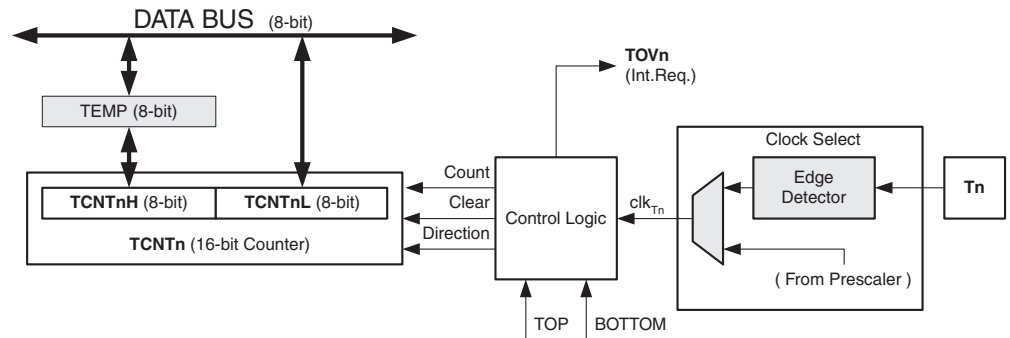 DATA BUS (8-bit)
TOVn
(Int.Req.)
TEMP (8-bit)
Clock Select
Count
Edge
Detector
Tn
TCNTnH (8-bit) TCNTnL (8-bit)
Clear
Control Logic
clkTn
TCNTn (16-bit Counter)
Direction
( From Prescaler )
TOP BOTTOM